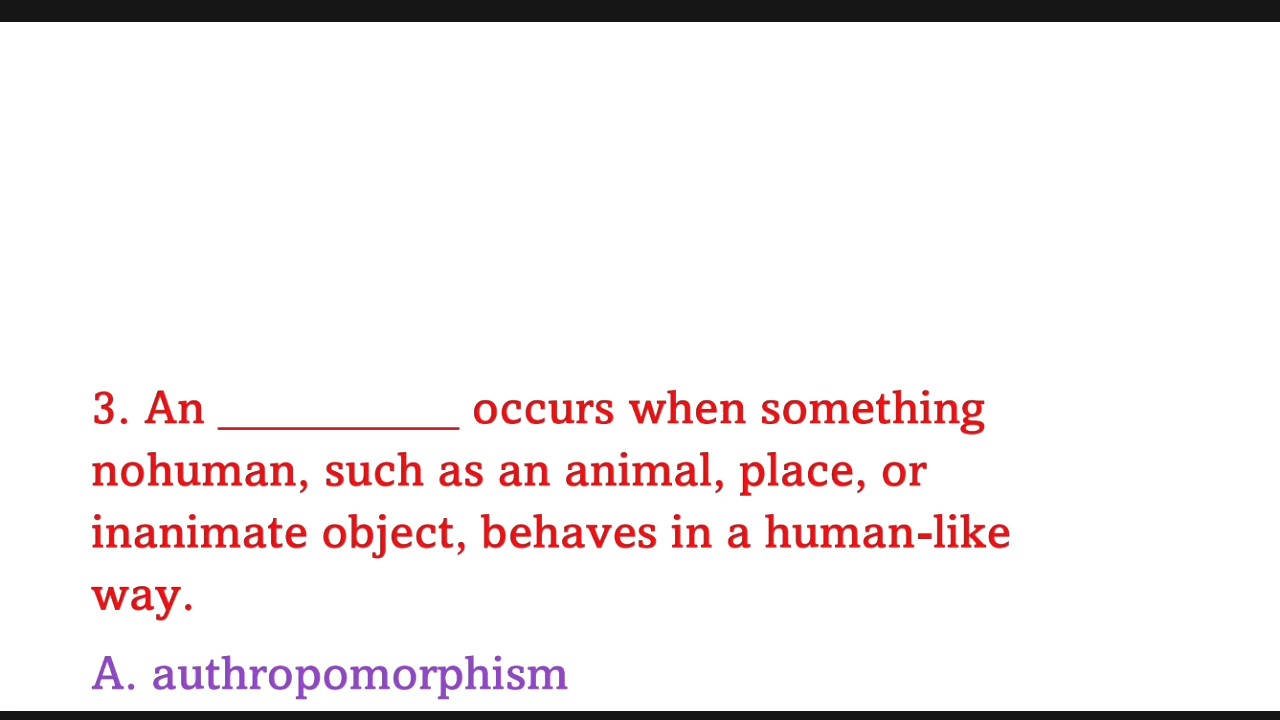 3. An __________ occurs when something
nohuman, such as an animal, place, or
inanimate object, behaves in a human-like
way.
A. authropomorphism